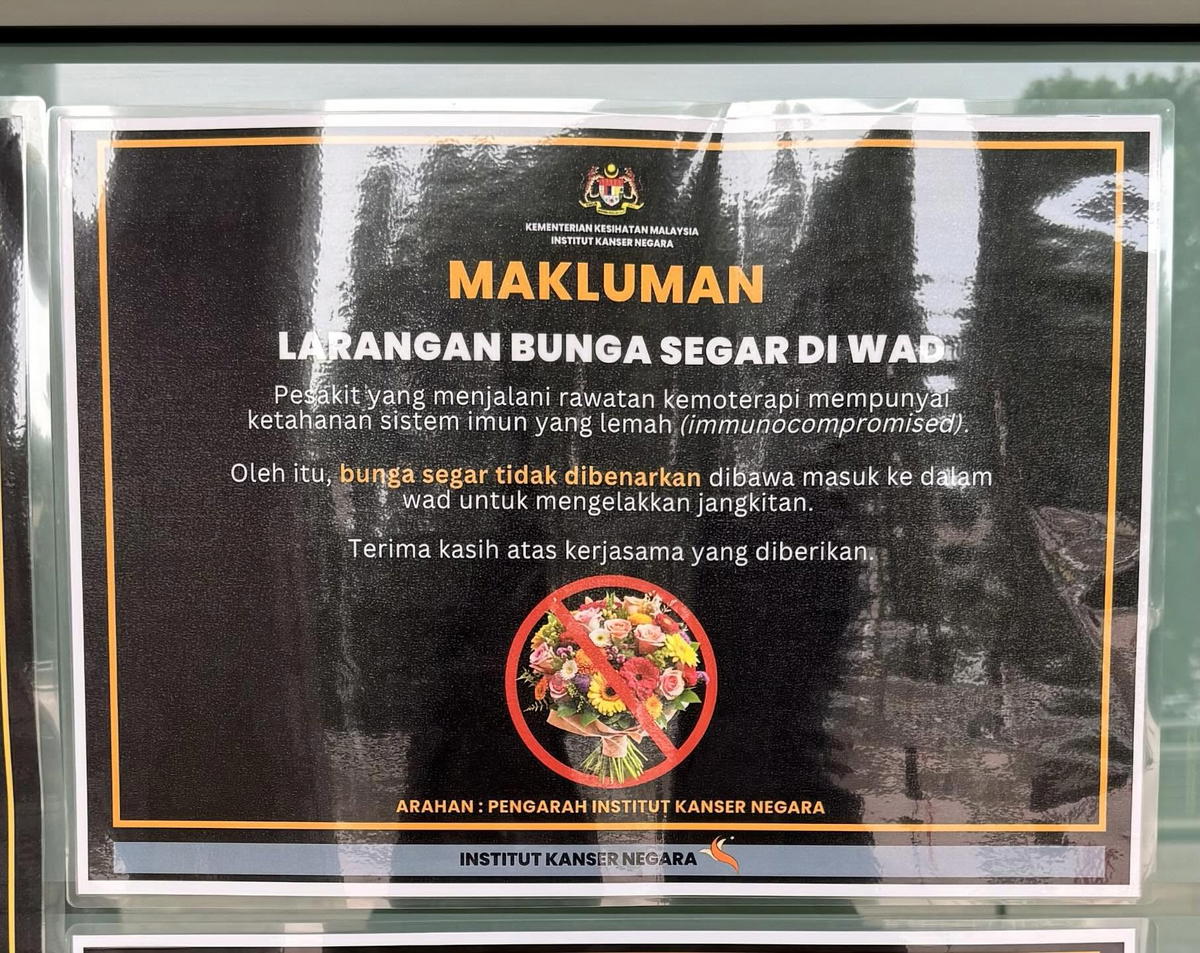 KEMENTERIAN KESIHATAN MALAYSIA
INSTITUT KANSER NEGARA
MAKLUMAN
LARANGAN BUNGA SEGAR DI WAD
Pesakit yang menjalani rawatan kemoterapi mempunyai
ketahanan sistem imun yang lemah (immunocompromised).
Oleh itu, bunga segar tidak dibenarkan dibawa masuk ke dalam
wad untuk mengelakkan jangkitan.
Terima kasih atas kerjasama yang diberikan.
ARAHAN : PENGARAH INSTITUT KANSER NEGARA
INSTITUT KANSER NEGARA